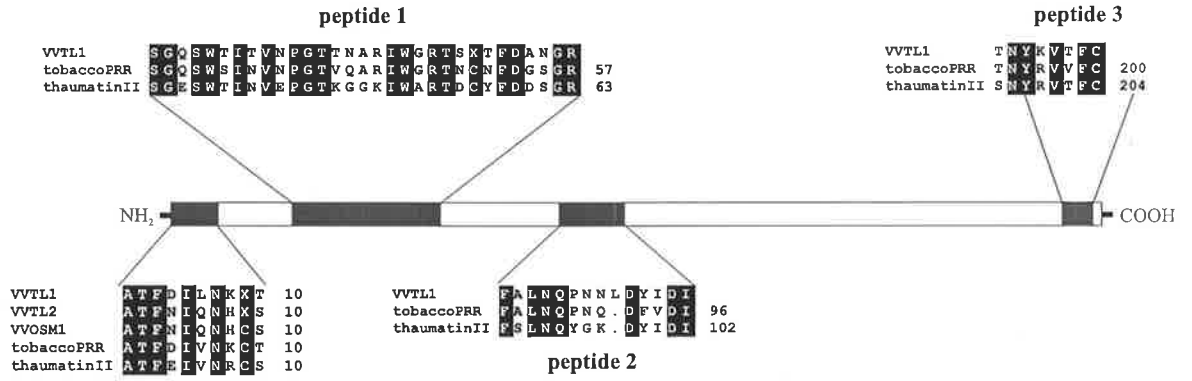 peptide 1
VVTL1 SGQSWTITVNPGTTNARIWGRTSXTFDANGR
tobaccoPRR SGQSWSINVNPGTVQARIWGRTNCNFDGSGR 57
thaumatinII SGESWTINVEPGTKGGKIWARTDCYFDDSGR 63
peptide 3
VVTL1 TNYKVTFC
tobaccoPRR TNYRVVFC 200
thaumatinII SNYRVTFC 204
NH2
COOH
VVTL1 ATFDILNKXT 10
VVTL2 ATFNIQNHXS 10
VVOSM1 ATFNIQNHCS 10
tobaccoPRR ATFDIVNKCT 10
thaumatinII ATFEIVNRCS 10
VVTL1 FALNQPNNLDYIDI
tobaccoPRR FALNQPNQ.DFVDI 96
thaumatinII FSLNQYGK.DYIDI 102
peptide 2